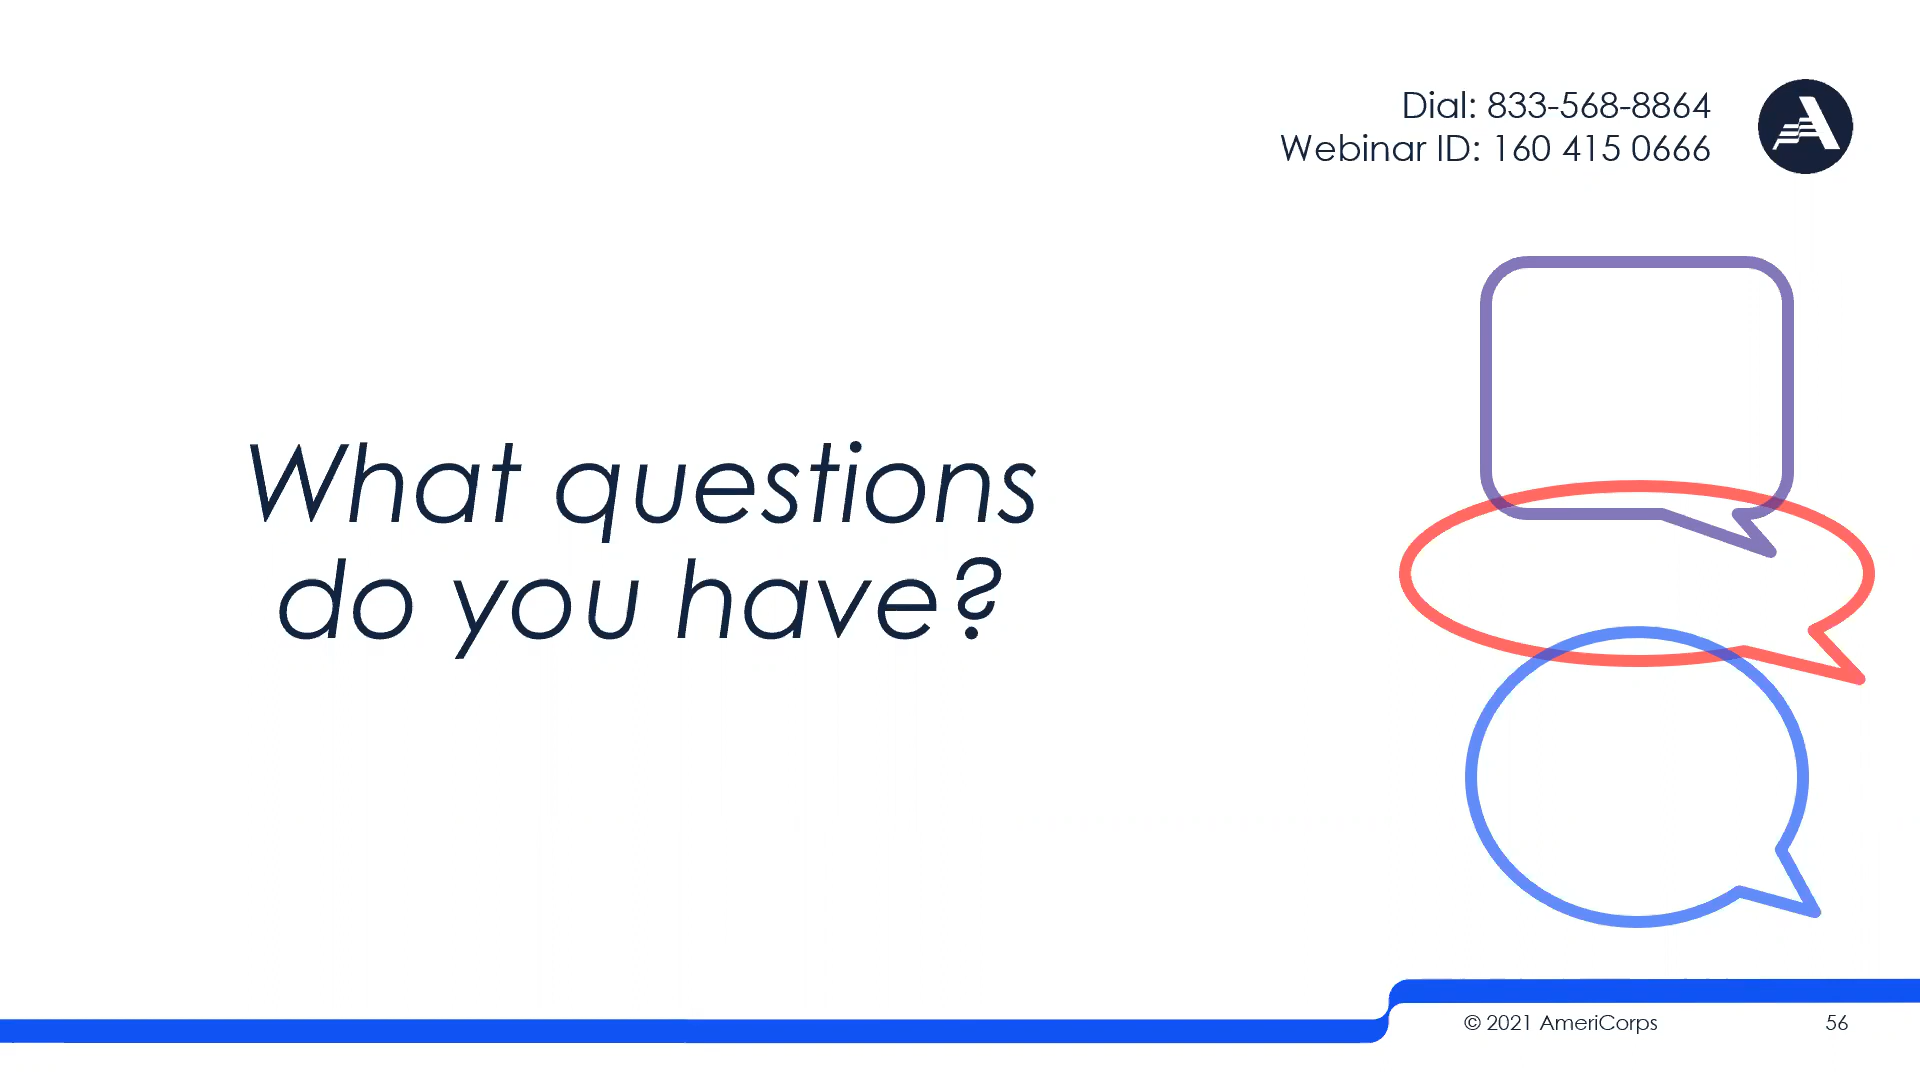 Dial: 833-568-8864
Webinar ID: 160 415 0666
What questions
do you have?
© 2021 AmeriCorps
56